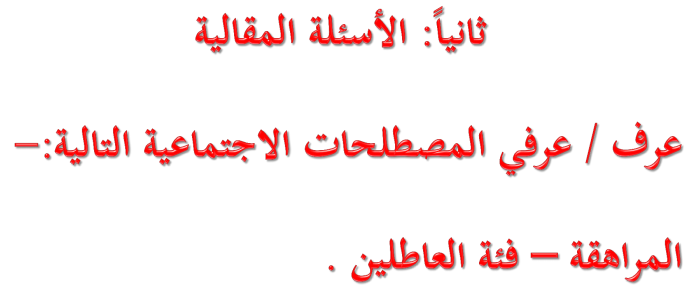 ثانياً: الأسئلة المقالية
عرف / عرفي المصطلحات الاجتماعية التالية:-
المراهقة – فئة العاطلين .